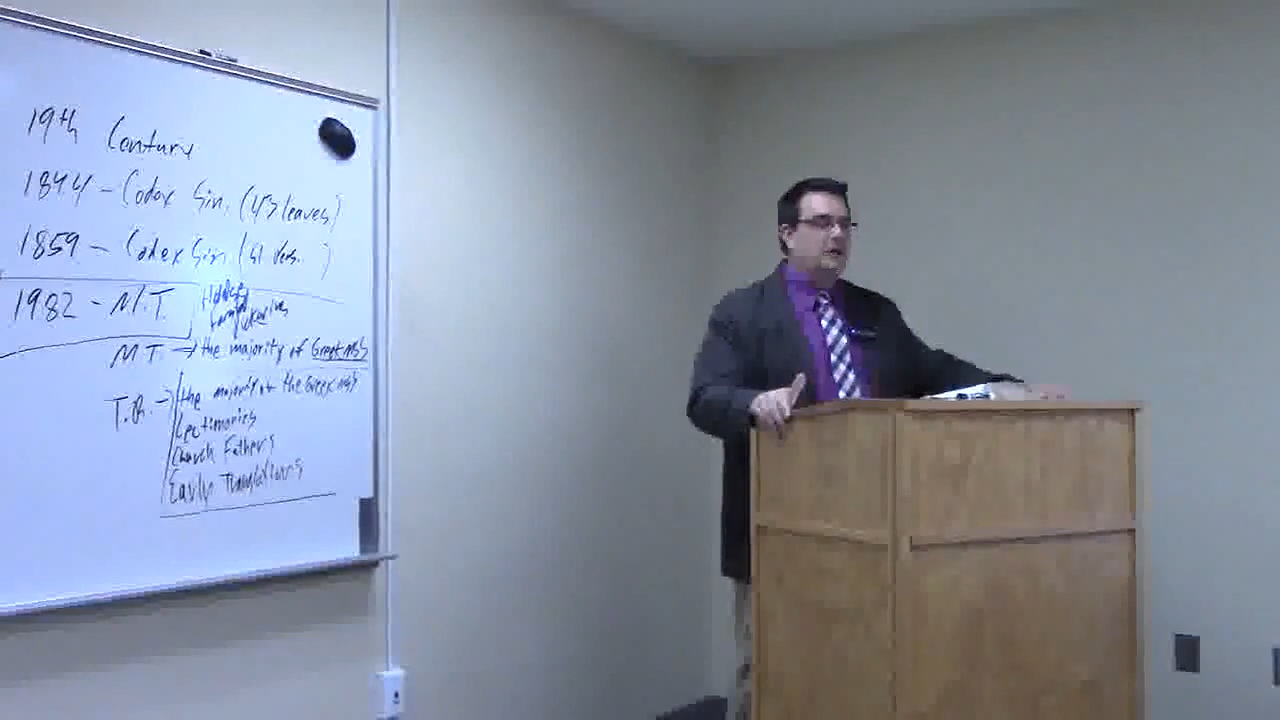 19th Century
1844 - Codex Sin. (43 leaves)
1859 - Codex Sin.
1982 - M.T.
M.T. → the majority of Greek MSS
T.R. → the majority of the Greek MSS
Lectionaries
Church Fathers
Early Translations